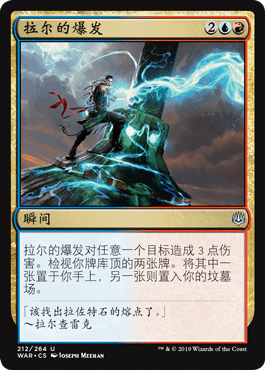 拉尔的爆发
2
瞬间
拉尔的爆发对任意一个目标造成3点伤
害。检视你牌库顶的两张牌。将其中一
张置于你手上，另一张则置入你的坟墓
场。
「該找出拉佐特石的熔点了。」
～拉尔查雷克
212/264 U
WAR • CS Joseph Meehan
™ & © 2019 Wizards of the Coast